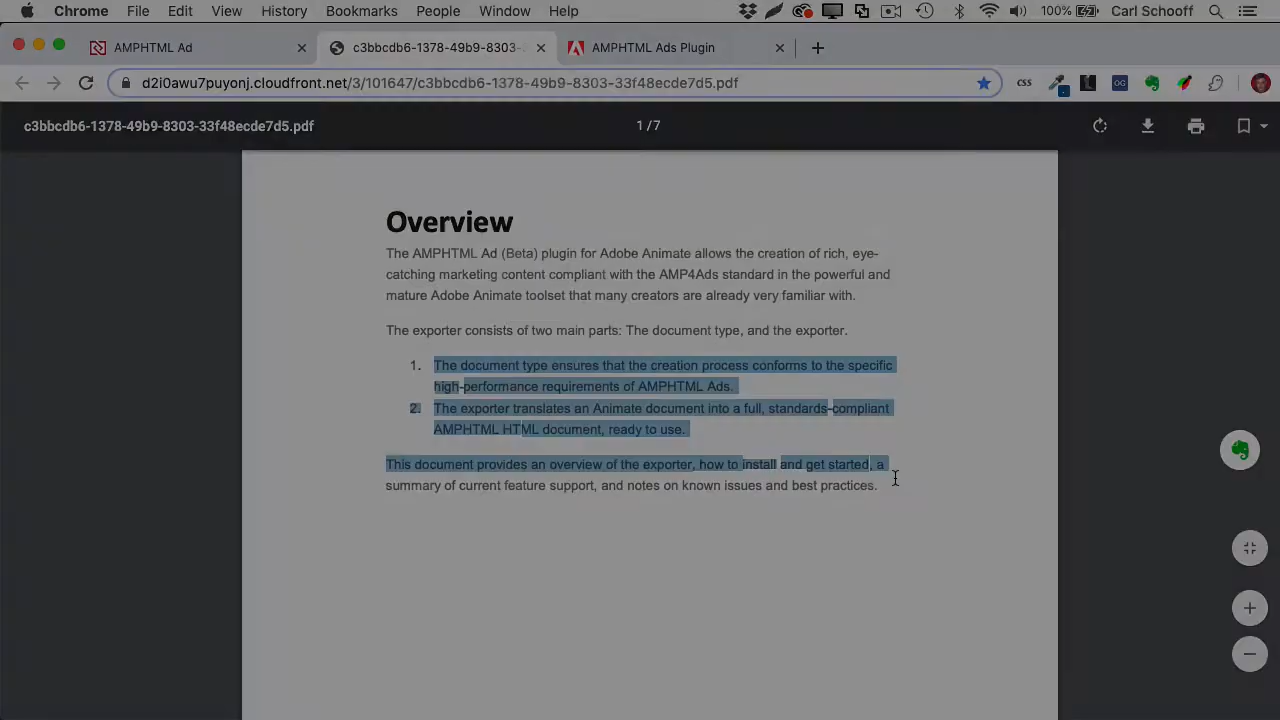 Chrome File Edit View History Bookmarks People Window Help 100% Carl Schooff
AMPHTML Ad
c3bbcdb6-1378-49b9-8303-
AMPHTML Ads Plugin
d2i0awu7puyonj.cloudfront.net/3/101647/c3bbcdb6-1378-49b9-8303-33f48ecde7d5.pdf
CSS
OG
c3bbcdb6-1378-49b9-8303-33f48ecde7d5.pdf
1 / 7
Overview
The AMPHTML Ad (Beta) plugin for Adobe Animate allows the creation of rich, eye-
catching marketing content compliant with the AMP4Ads standard in the powerful and
mature Adobe Animate toolset that many creators are already very familiar with.
The exporter consists of two main parts: The document type, and the exporter.
1. The document type ensures that the creation process conforms to the specific
high-performance requirements of AMPHTML Ads.
2. The exporter translates an Animate document into a full, standards-compliant
AMPHTML HTML document, ready to use.
This document provides an overview of the exporter, how to install and get started, a
summary of current feature support, and notes on known issues and best practices.